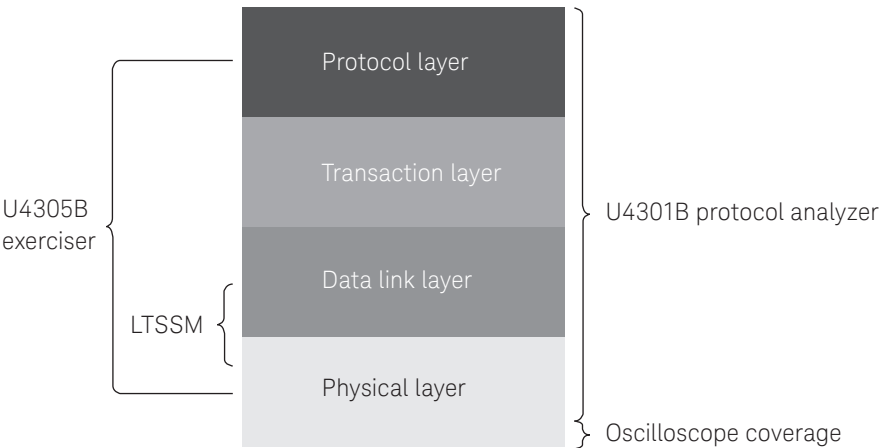 Protocol layer
Transaction layer
U4305B
exerciser
U4301B protocol analyzer
Data link layer
LTSSM
Physical layer
Oscilloscope coverage